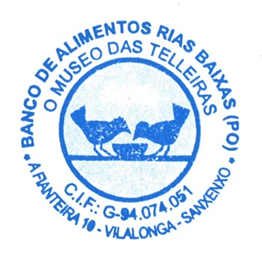 * BANCO DE ALIMENTOS RIAS BAIXAS (PO) *
O MUSEO DAS TELLEIRAS
C.I.F.: G-94.074.051
A FIANTEIRA 10 - VILALONGA - SANXENXO